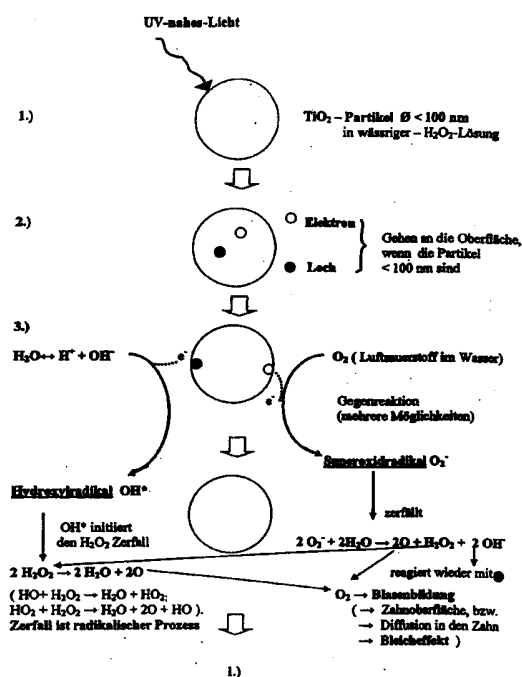 UV-nahes-Licht
1.)
TiO₂ – Partikel Ø < 100 nm
in wässriger – H₂O₂-Lösung
2.)
Elektron
Loch
Gehen an die Oberfläche,
wenn die Partikel
< 100 nm sind
3.)
H₂O↔ H⁺ + OH⁻
e⁻
O₂ ( Luftsauerstoff im Wasser)
e⁻
Gegenreaktion
(mehrere Möglichkeiten)
Superoxidradikal O₂⁻
Hydroxylradikal OH*
zerfällt
OH* initiiert
den H₂O₂ Zerfall
2 O₂⁻ + 2H₂O → 2O + H₂O₂ + 2 OH⁻
2 H₂O₂ → 2 H₂O + 2O
reagiert wieder mit
( HO + H₂O₂ → H₂O + HO₂;
HO₂ + H₂O₂ → H₂O + 2O + HO ).
Zerfall ist radikalischer Prozess
O₂ → Blasenbildung
( → Zahnoberfläche, bzw.
→ Diffusion in den Zahn
→ Bleicheffekt )
1.)